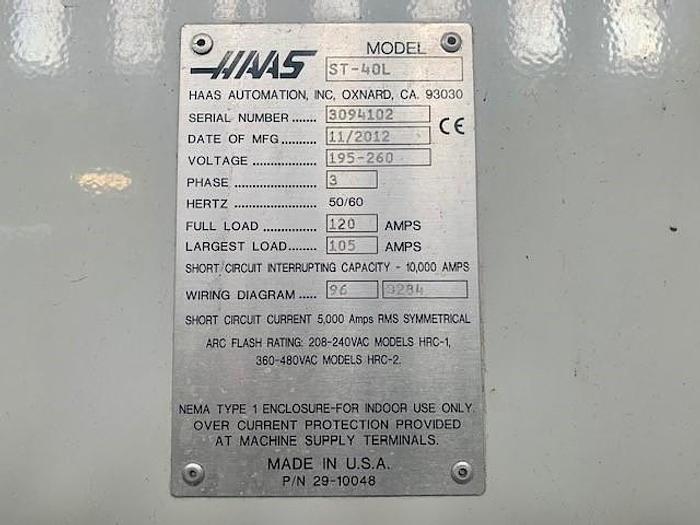 HAAS MODEL ST-40L
HAAS AUTOMATION, INC, OXNARD, CA. 93030
SERIAL NUMBER ...... 3094102
DATE OF MFG .......... 11/2012 CE
VOLTAGE ................. 195-260
PHASE ..................... 3
HERTZ ..................... 50/60
FULL LOAD ............... 120 AMPS
LARGEST LOAD........ 105 AMPS
SHORT/CIRCUIT INTERRUPTING CAPACITY - 10,000 AMPS
WIRING DIAGRAM ..... 96 0284
SHORT CIRCUIT CURRENT 5,000 Amps RMS SYMMETRICAL
ARC FLASH RATING: 208-240VAC MODELS HRC-1,
360-480VAC MODELS HRC-2.
NEMA TYPE 1 ENCLOSURE-FOR INDOOR USE ONLY.
OVER CURRENT PROTECTION PROVIDED
AT MACHINE SUPPLY TERMINALS.
MADE IN U.S.A.
P/N 29-10048